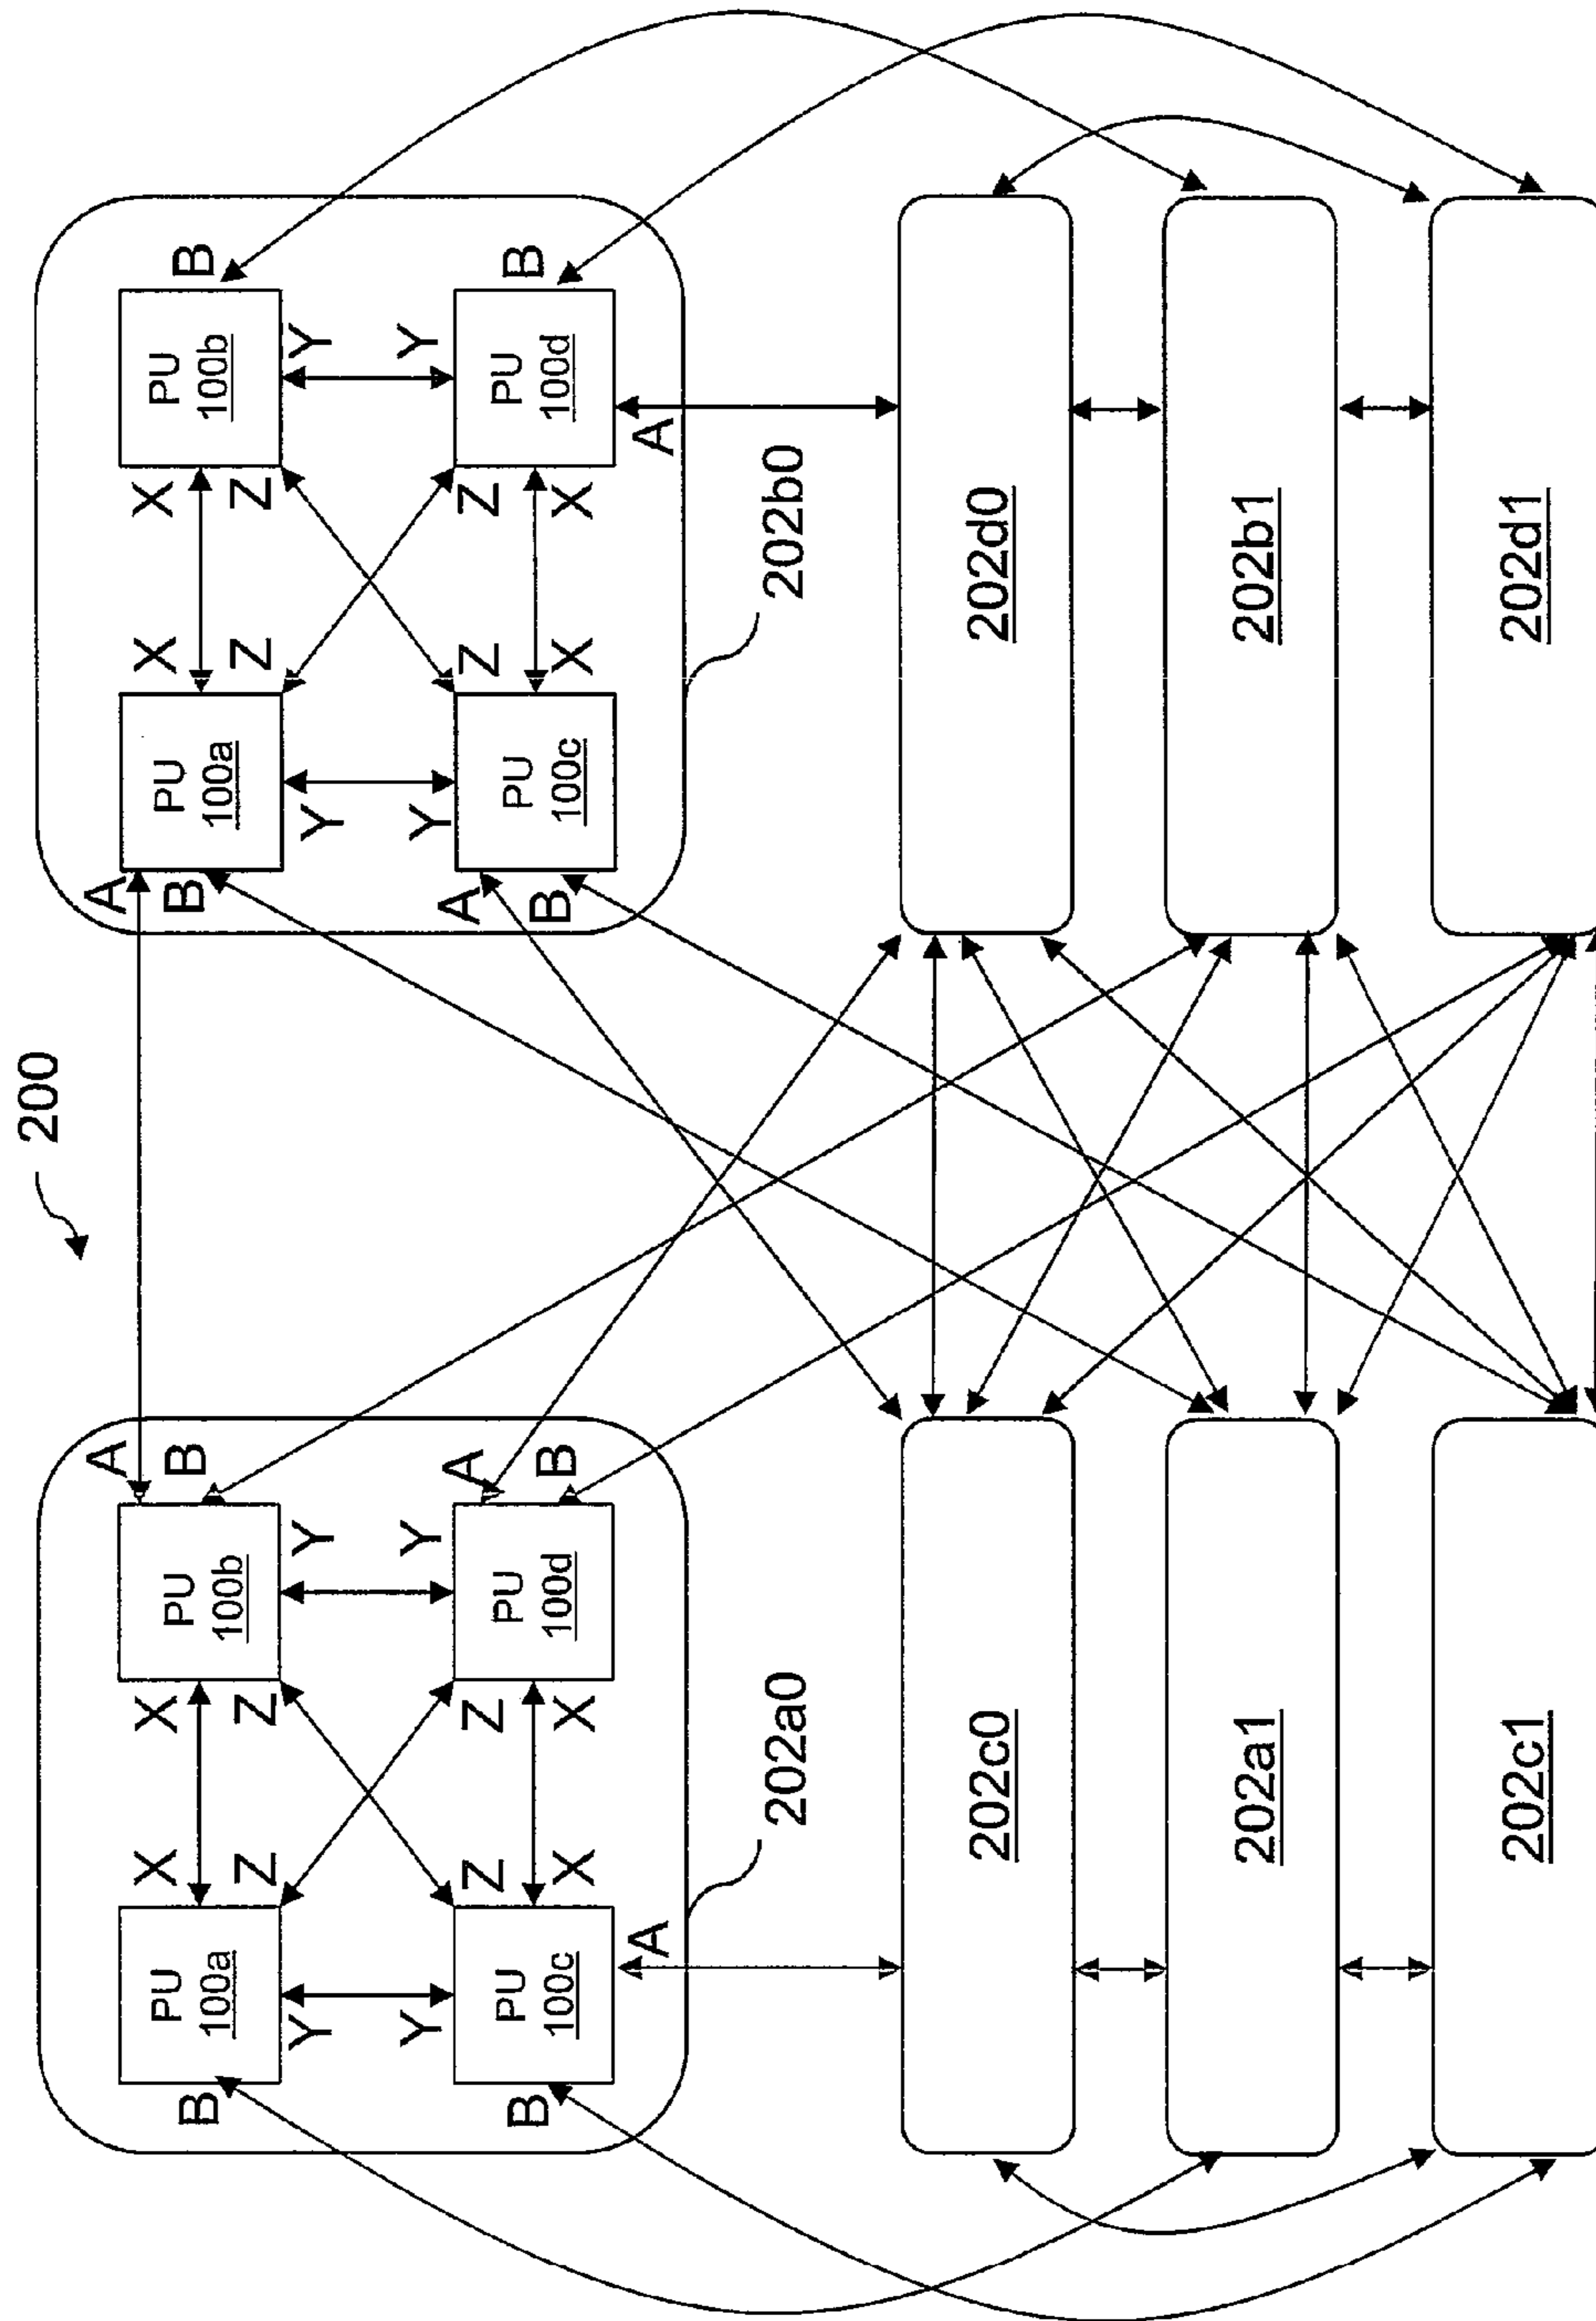 200
A A
X X X X
PU PU PU PU
B B B B
100a 100b 100a 100b
Z Z Z Z
Y Y Y Y
Y Y Y Y
A A
Z Z Z Z
PU PU PU PU
B B B B
100c 100d 100c 100d
X X X X
A A
202a0 202b0
202c0 202d0
202a1 202b1
202c1 202d1